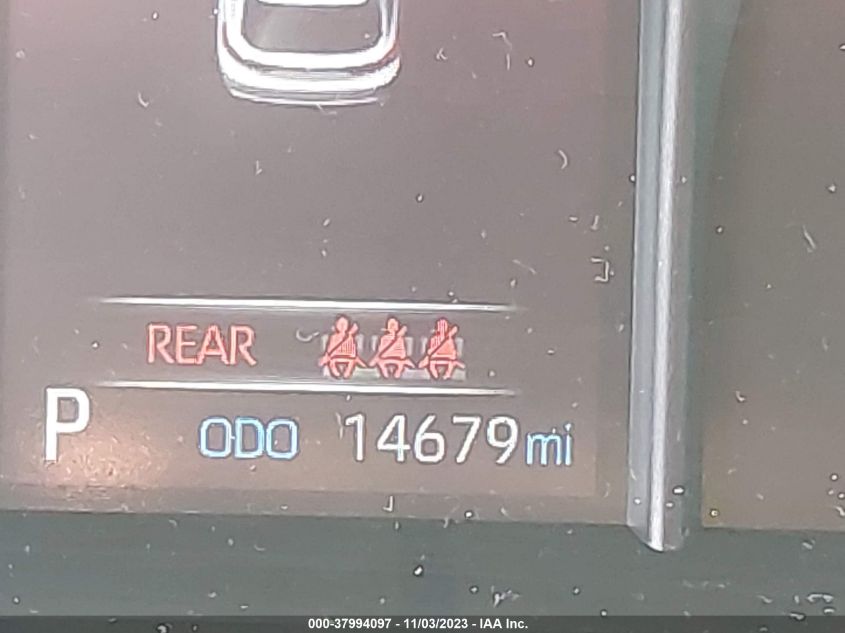 REAR
P ODO 14679mi
000-37994097 - 11/03/2023 - IAA Inc.